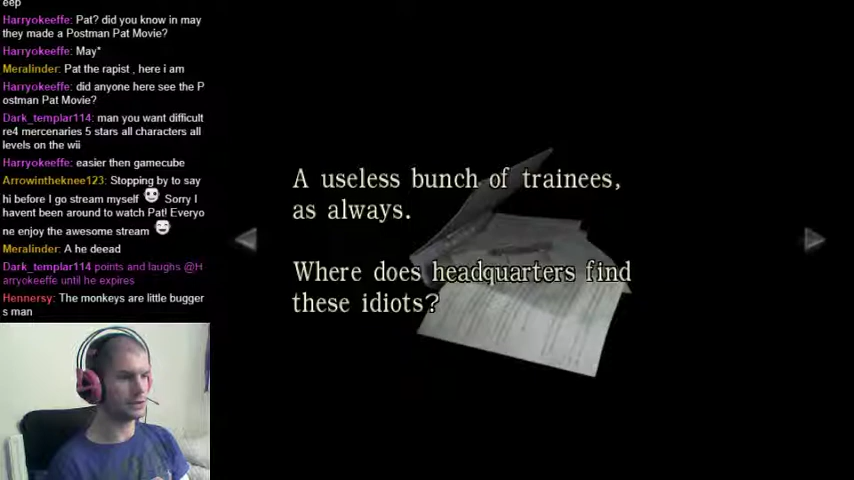 eep
Harryokeeffe: Pat? did you know in may
they made a Postman Pat Movie?
Harryokeeffe: May*
Meralinder: Pat the rapist , here i am
Harryokeeffe: did anyone here see the P
ostman Pat Movie?
Dark_templar114: man you want difficult
re4 mercenaries 5 stars all characters all
levels on the wii
Harryokeeffe: easier then gamecube
Arrowintheknee123: Stopping by to say
hi before I go stream myself Sorry I
havent been around to watch Pat! Everyo
ne enjoy the awesome stream
Meralinder: A he deead
Dark_templar114 points and laughs @H
arryokeeffe until he expires
Hennersy: The monkeys are little bugger
s man
A useless bunch of trainees,
as always.
Where does headquarters find
these idiots?